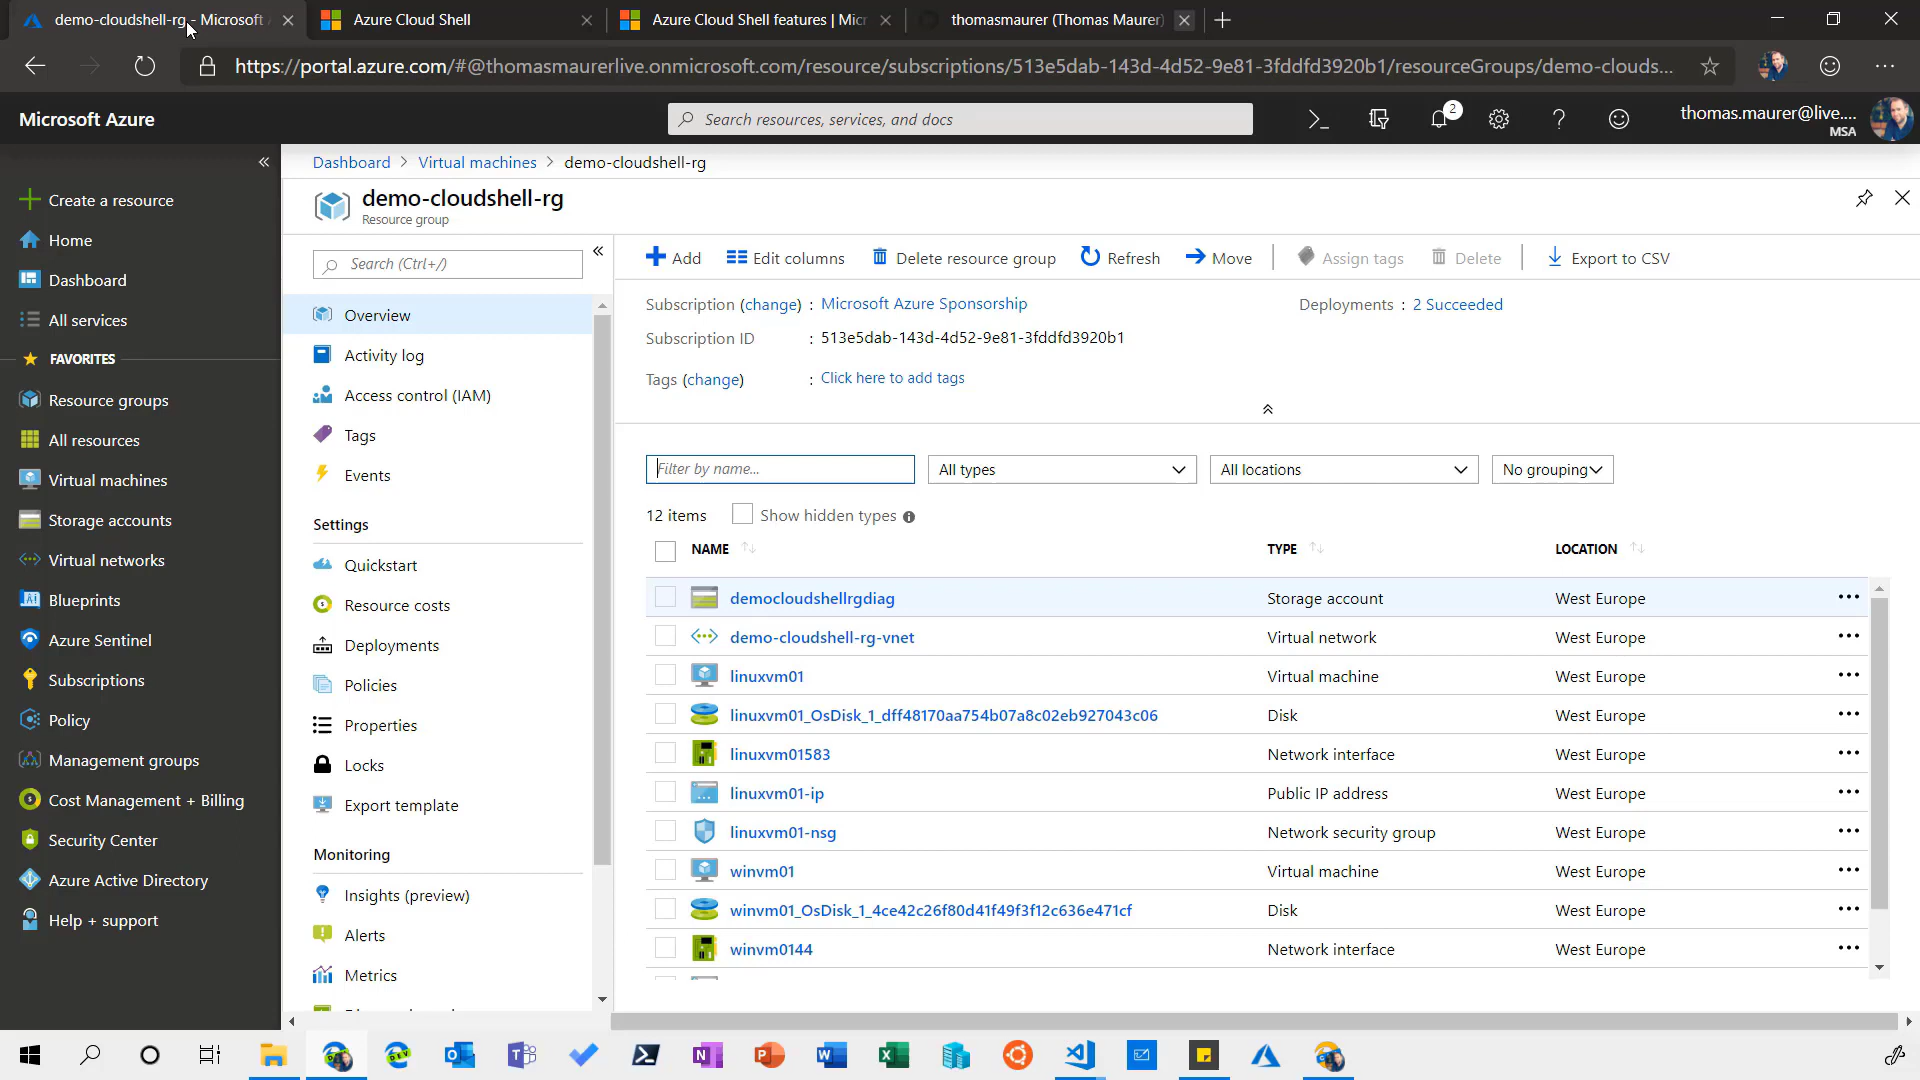 demo-cloudshell-rg - Microsoft
Azure Cloud Shell
Azure Cloud Shell features | Mic
thomasmaurer (Thomas Maurer)
https://portal.azure.com/#@thomasmaurerlive.onmicrosoft.com/resource/subscriptions/513e5dab-143d-4d52-9e81-3fddfd3920b1/resourceGroups/demo-clouds...
Microsoft Azure
Search resources, services, and docs
2
thomas.maurer@live....
MSA
Create a resource
Home
Dashboard
All services
FAVORITES
Resource groups
All resources
Virtual machines
Storage accounts
Virtual networks
Blueprints
Azure Sentinel
Subscriptions
Policy
Management groups
Cost Management + Billing
Security Center
Azure Active Directory
Help + support
Dashboard > Virtual machines > demo-cloudshell-rg
demo-cloudshell-rg
Resource group
Search (Ctrl+/)
Overview
Activity log
Access control (IAM)
Tags
Events
Settings
Quickstart
Resource costs
Deployments
Policies
Properties
Locks
Export template
Monitoring
Insights (preview)
Alerts
Metrics
Add
Edit columns
Delete resource group
Refresh
Move
Assign tags
Delete
Export to CSV
Subscription (change) : Microsoft Azure Sponsorship
Deployments : 2 Succeeded
Subscription ID : 513e5dab-143d-4d52-9e81-3fddfd3920b1
Tags (change) : Click here to add tags
Filter by name...
All types
All locations
No grouping
12 items
Show hidden types
NAME TYPE LOCATION
democloudshellrgdiag Storage account West Europe
demo-cloudshell-rg-vnet Virtual network West Europe
linuxvm01 Virtual machine West Europe
linuxvm01_OsDisk_1_dff48170aa754b07a8c02eb927043c06 Disk West Europe
linuxvm01583 Network interface West Europe
linuxvm01-ip Public IP address West Europe
linuxvm01-nsg Network security group West Europe
winvm01 Virtual machine West Europe
winvm01_OsDisk_1_4ce42c26f80d41f49f3f12c636e471cf Disk West Europe
winvm0144 Network interface West Europe